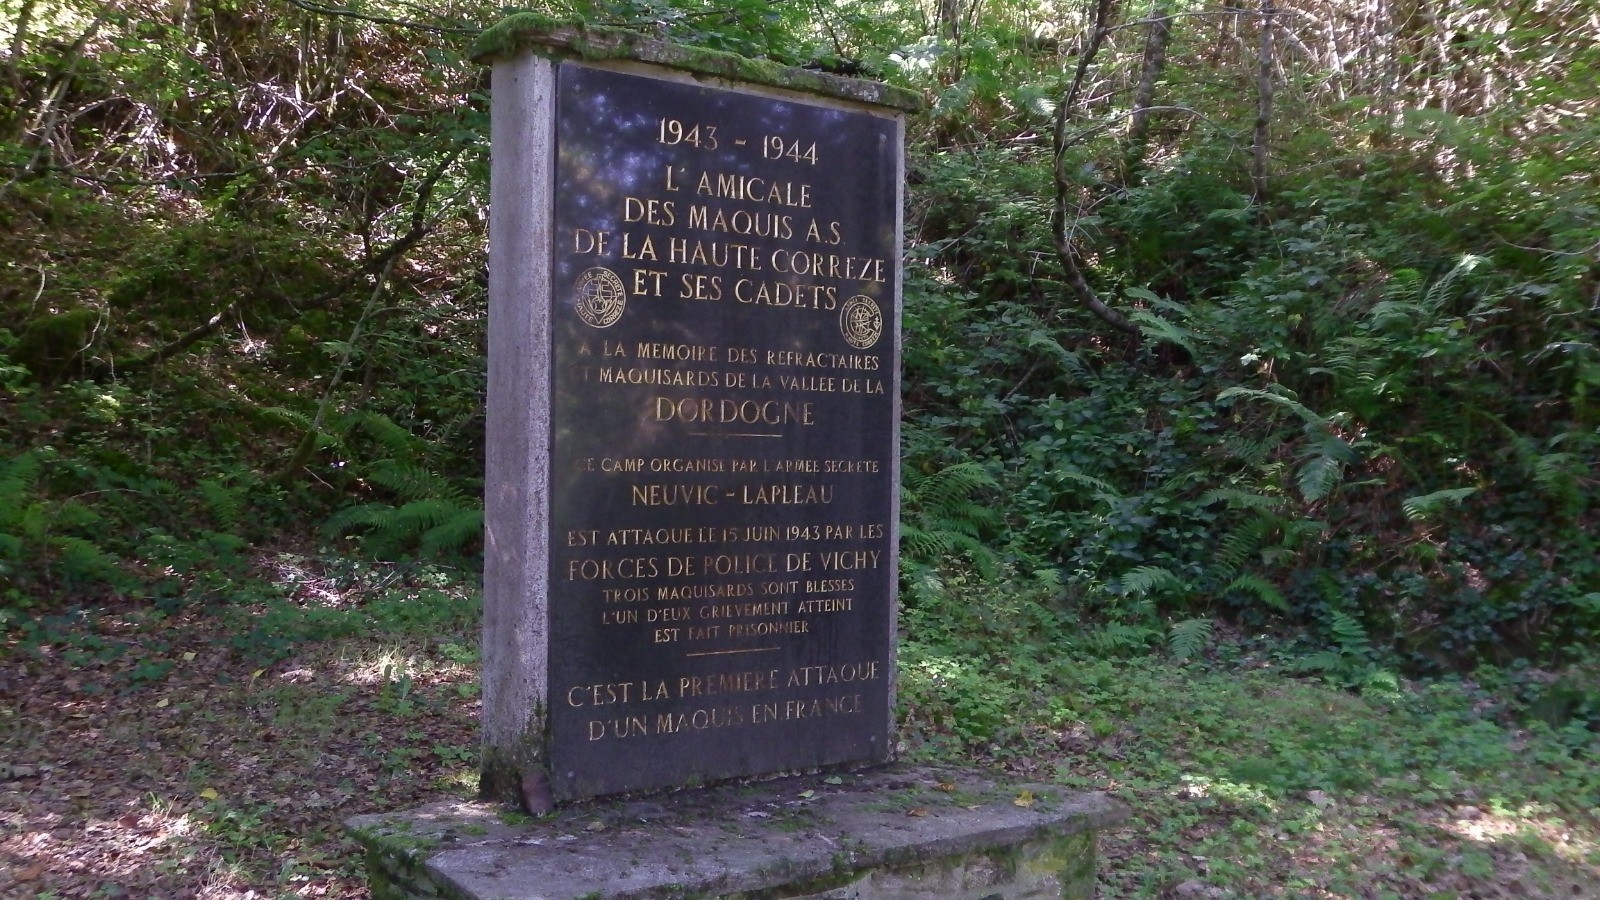 1943 - 1944
L'AMICALE
DES MAQUIS A.S.
DE LA HAUTE CORREZE
ET SES CADETS
A LA MEMOIRE DES REFRACTAIRES
ET MAQUISARDS DE LA VALLEE DE LA
DORDOGNE
CE CAMP ORGANISE PAR L'ARMEE SECRETE
NEUVIC - LAPLEAU
EST ATTAQUE LE 15 JUIN 1943 PAR LES
FORCES DE POLICE DE VICHY
TROIS MAQUISARDS SONT BLESSES
L'UN D'EUX GRIEVEMENT ATTEINT
EST FAIT PRISONNIER
C'EST LA PREMIERE ATTAQUE
D'UN MAQUIS EN FRANCE